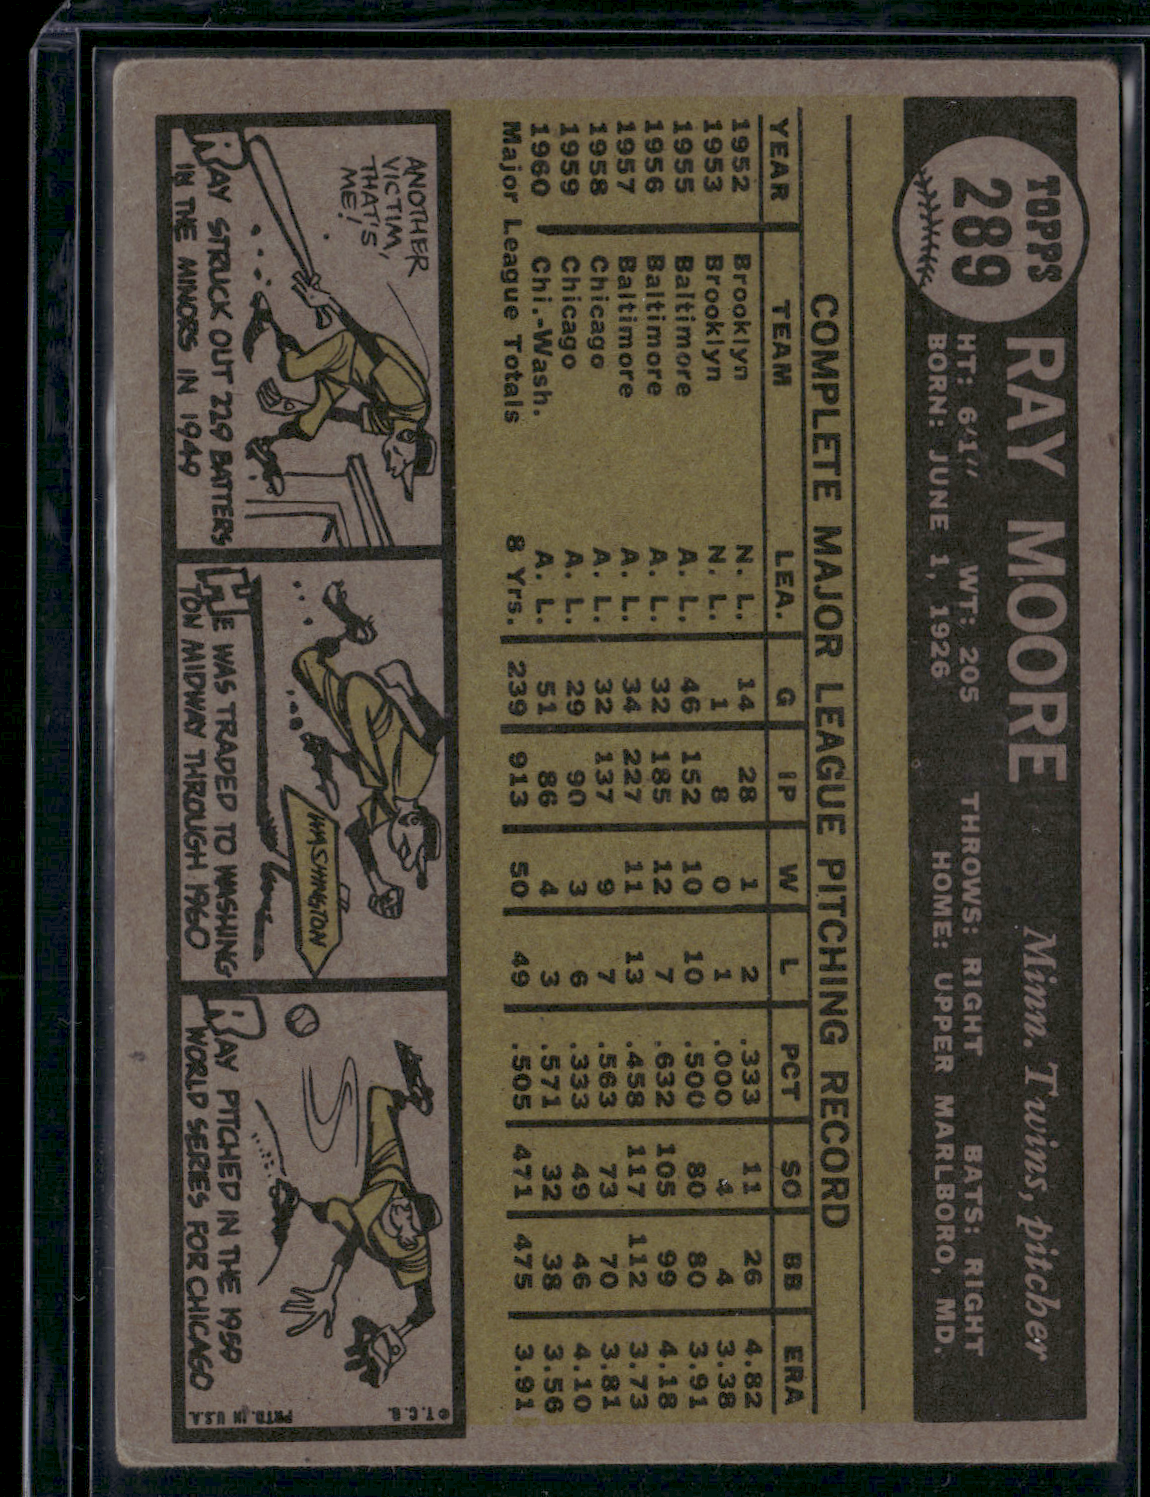 TOPPS
289
RAY MOORE Minn. Twins, pitcher
HT: 6'1" WT: 205 THROWS: RIGHT BATS: RIGHT
BORN: JUNE 1, 1926 HOME: UPPER MARLBORO, MD.
COMPLETE MAJOR LEAGUE PITCHING RECORD
YEAR TEAM LEA. G IP W L PCT SO BB ERA
1952 Brooklyn N. L. 14 28 1 2 .333 11 26 4.82
1953 Brooklyn N. L. 1 8 0 1 .000 4 4 3.38
1955 Baltimore A. L. 46 152 10 10 .500 80 80 3.91
1956 Baltimore A. L. 32 185 12 7 .632 105 99 4.18
1957 Baltimore A. L. 34 227 11 13 .458 117 112 3.73
1958 Chicago A. L. 32 137 9 7 .563 73 70 3.81
1959 Chicago A. L. 29 90 3 6 .333 49 46 4.10
1960 Chi.-Wash. A. L. 51 86 4 3 .571 32 38 3.56
Major League Totals 8 Yrs. 239 913 50 49 .505 471 475 3.91
ANOTHER
VICTIM,
THAT'S
ME!
RAY STRUCK OUT 229 BATTERS
IN THE MINORS IN 1949
WASHINGTON
HE WAS TRADED TO WASHING
TON MIDWAY THROUGH 1960
RAY PITCHED IN THE 1959
WORLD SERIES FOR CHICAGO
© T.C.G.
PRTD. IN U.S.A.